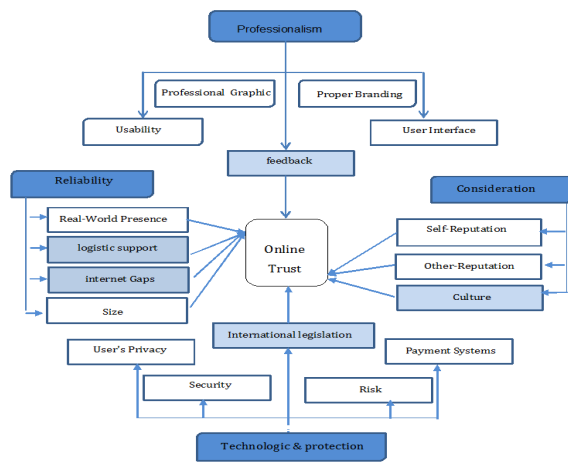 Professionalism
Professional Graphic
Proper Branding
Usability
User Interface
feedback
Reliability
Consideration
Real-World Presence
logistic support
internet Gaps
Size
Online
Trust
Self-Reputation
Other-Reputation
Culture
International legislation
User's Privacy
Payment Systems
Security
Risk
Technologic & protection